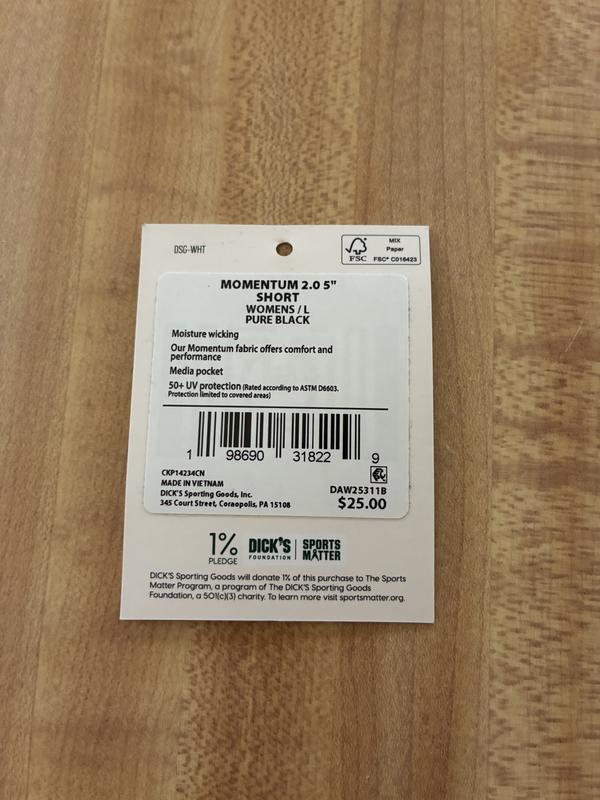 DSG-WHT
FSC
MIX
Paper
FSC® C016423
MOMENTUM 2.0 5"
SHORT
WOMENS / L
PURE BLACK
Moisture wicking
Our Momentum fabric offers comfort and
performance
Media pocket
50+ UV protection (Rated according to ASTM D6603.
Protection limited to covered areas)
1 98690 31822 9
CKP14234CN
MADE IN VIETNAM
DICK'S Sporting Goods, Inc.
345 Court Street, Coraopolis, PA 15108
DAW25311B
$25.00
1%
PLEDGE
DICK'S
FOUNDATION
SPORTS
MATTER
DICK'S Sporting Goods will donate 1% of this purchase to The Sports
Matter Program, a program of The DICK'S Sporting Goods
Foundation, a 501(c)(3) charity. To learn more visit sportsmatter.org.